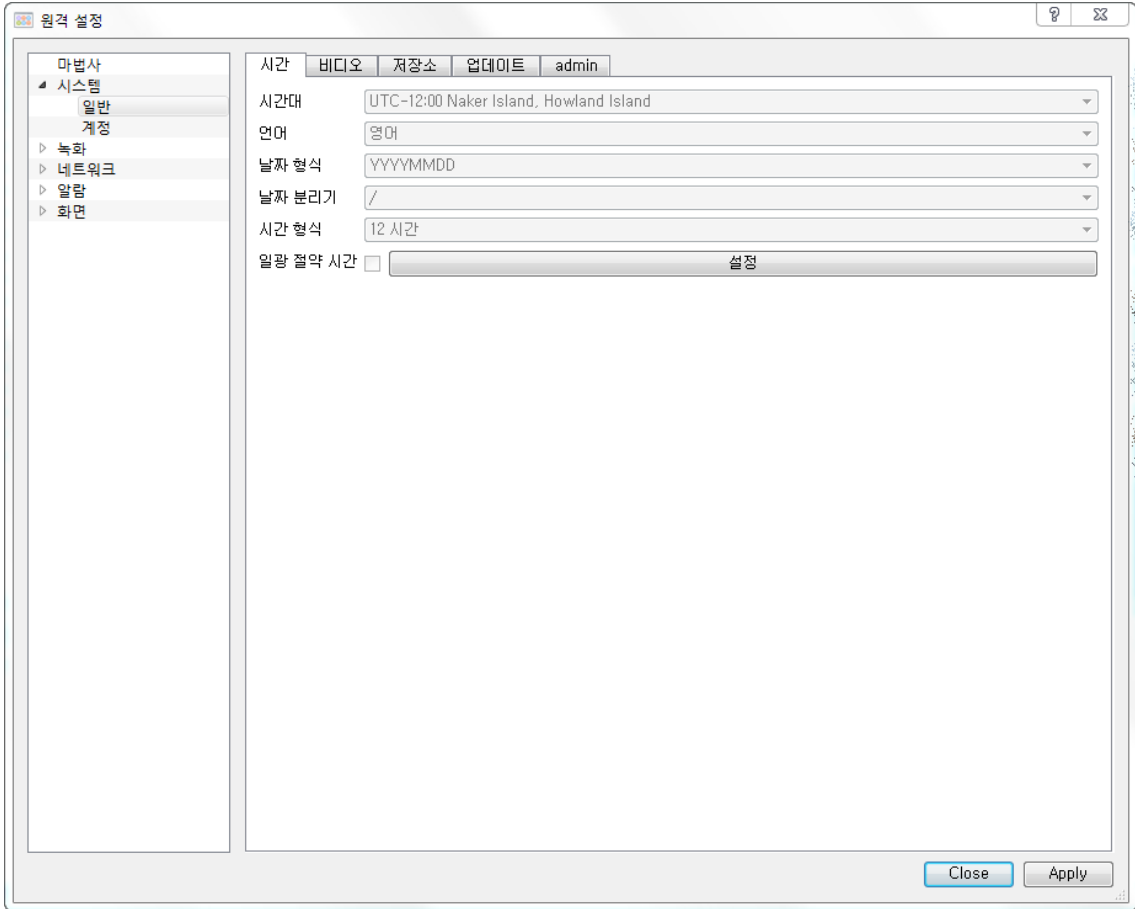 원격 설정
마법사
시스템
일반
계정
녹화
네트워크
알람
화면
시간 비디오 저장소 업데이트 admin
시간대 UTC-12:00 Naker Island, Howland Island
언어 영어
날짜 형식 YYYYMMDD
날짜 분리기 /
시간 형식 12 시간
일광 절약 시간 설정
Close Apply